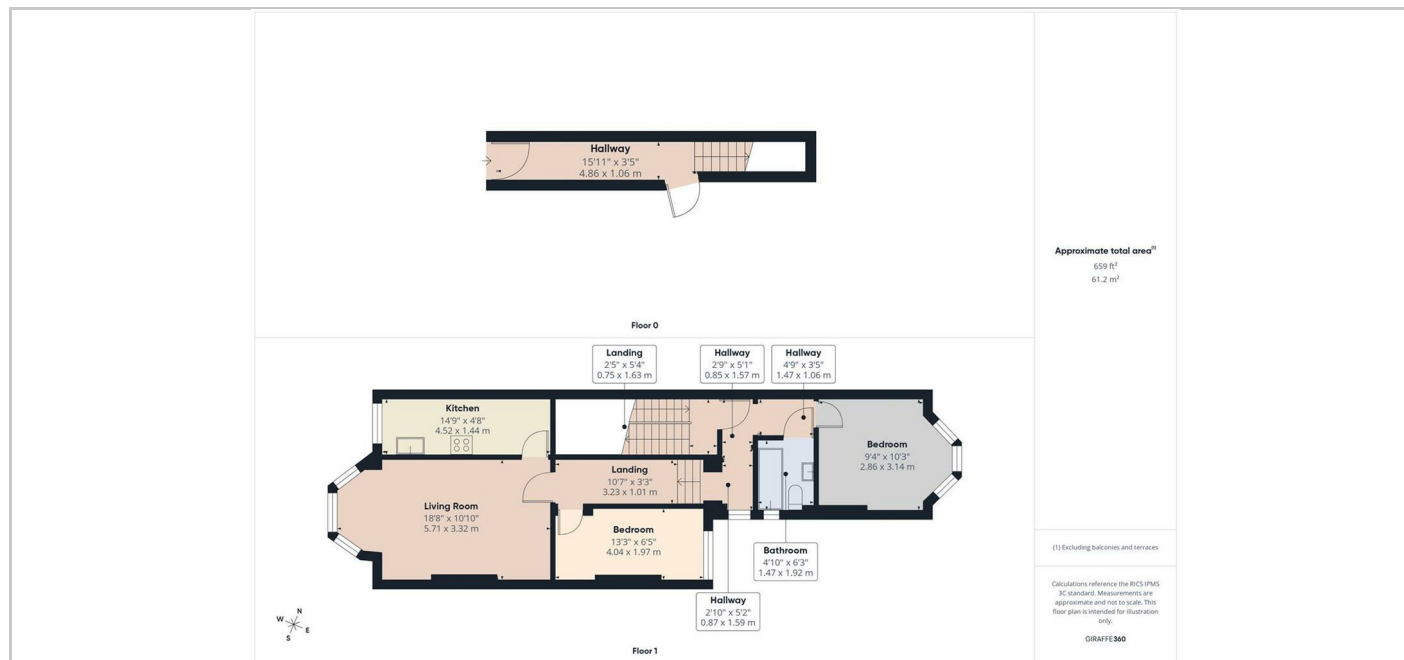 Hallway
15'11" x 3'5"
4.86 x 1.06 m
Floor 0
Approximate total area(1)
659 ft²
61.2 m²
Landing
2'5" x 5'4"
0.75 x 1.63 m
Hallway
2'9" x 5'1"
0.85 x 1.57 m
Hallway
4'9" x 3'5"
1.47 x 1.06 m
Kitchen
14'9" x 4'8"
4.52 x 1.44 m
Bedroom
9'4" x 10'3"
2.86 x 3.14 m
Landing
10'7" x 3'3"
3.23 x 1.01 m
Living Room
18'8" x 10'10"
5.71 x 3.32 m
Bedroom
13'3" x 6'5"
4.04 x 1.97 m
Bathroom
4'10" x 6'3"
1.47 x 1.92 m
Hallway
2'10" x 5'2"
0.87 x 1.59 m
N
W
E
S
Floor 1
(1) Excluding balconies and terraces
Calculations reference the RICS IPMS
3C standard. Measurements are
approximate and not to scale. This
floor plan is intended for illustration
only.
GIRAFFE360